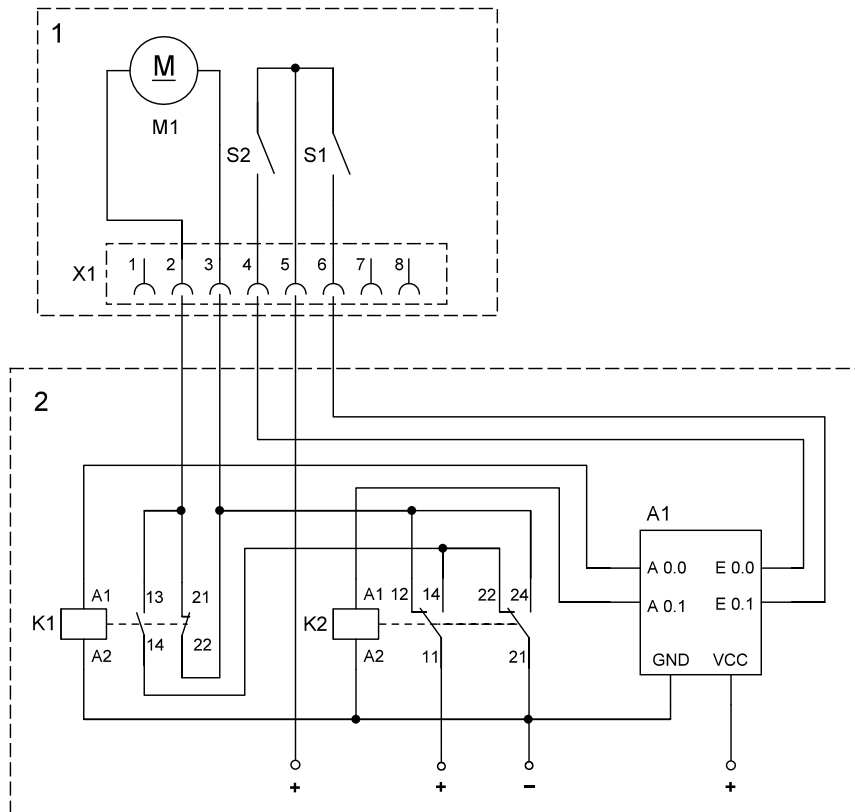 1
M
M1
S2 S1
X1 1 2 3 4 5 6 7 8
2
A1
A 0.0 E 0.0
A 0.1 E 0.1
GND VCC
K1 A1 13 21
A2 14 22
K2 A1 12 14 22 24
A2 11 21
+ + − +